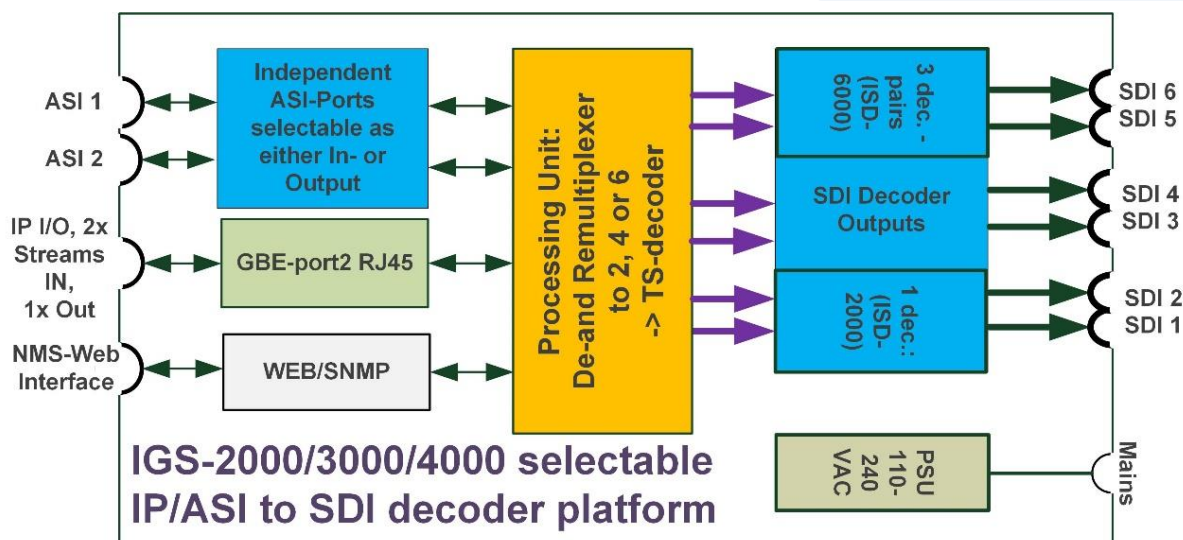 ASI 1
ASI 2
IP I/O, 2x
Streams
IN,
1x Out
NMS-Web
Interface
Independent
ASI-Ports
selectable as
either In- or
Output
GBE-port2 RJ45
WEB/SNMP
Processing Unit:
De-and Remultiplexer
to 2, 4 or 6
-> TS-decoder
3 dec. -
pairs
(ISD-
6000)
SDI Decoder
Outputs
1 dec.:
(ISD-
2000)
SDI 6
SDI 5
SDI 4
SDI 3
SDI 2
SDI 1
PSU
110-
240
VAC
Mains
IGS-2000/3000/4000 selectable
IP/ASI to SDI decoder platform